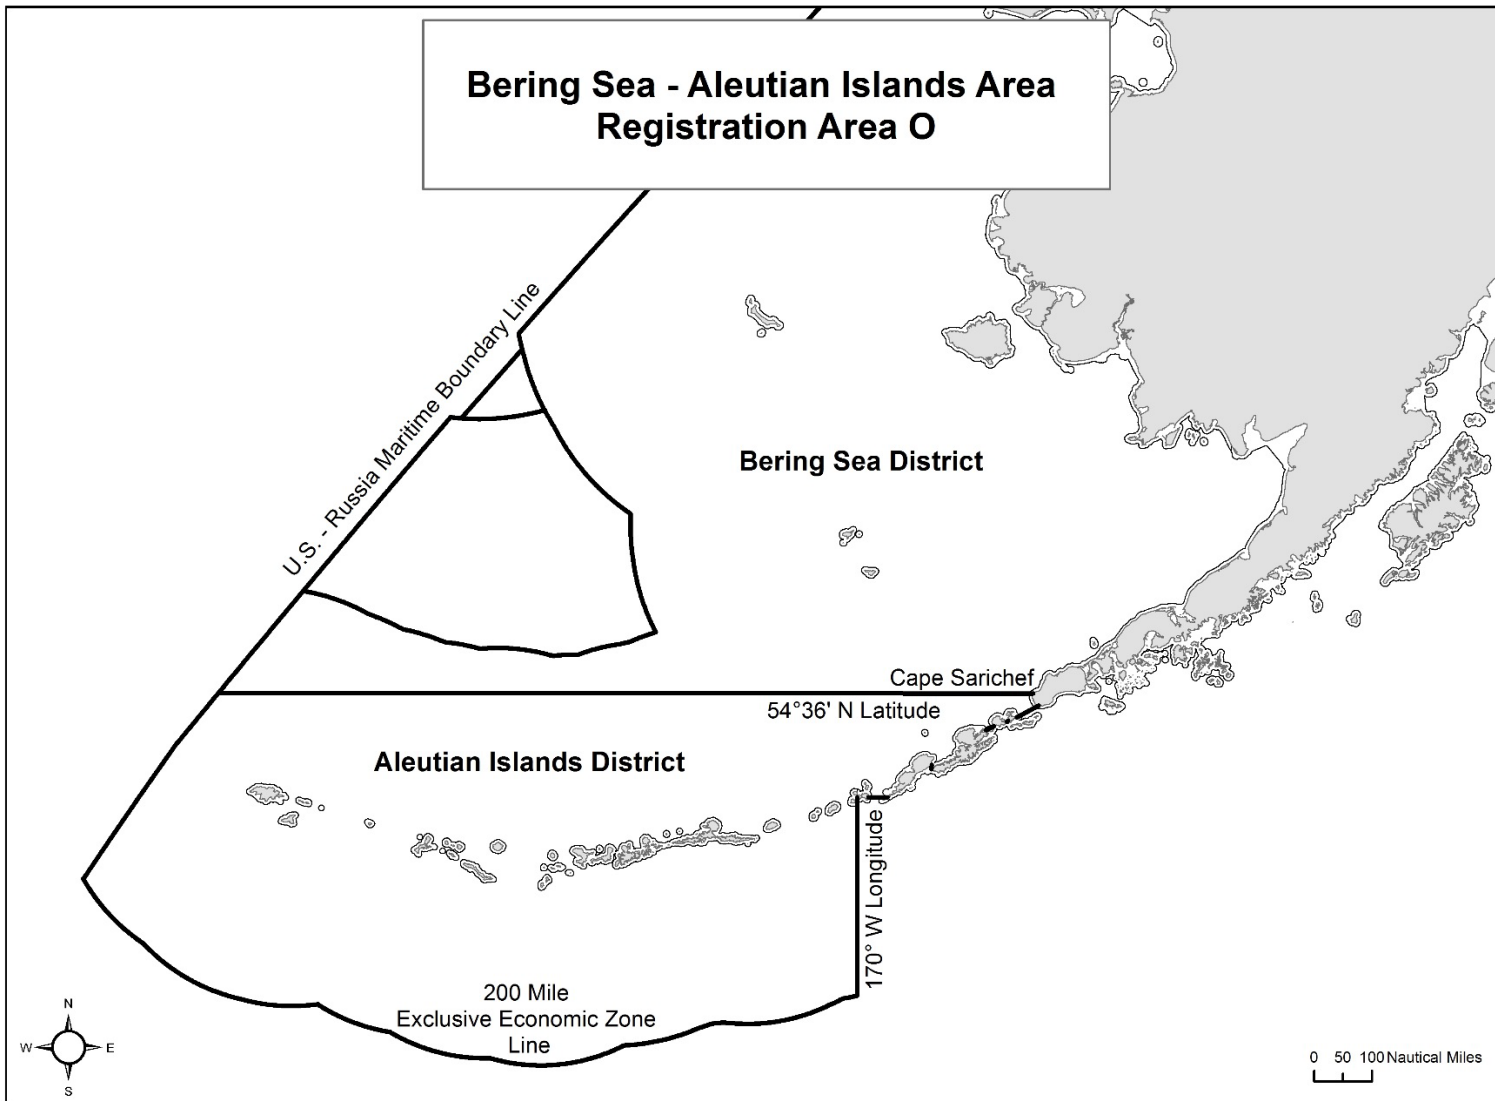 Bering Sea - Aleutian Islands Area
Registration Area O
U.S. - Russia Maritime Boundary Line
Bering Sea District
Cape Sarichef
54°36' N Latitude
Aleutian Islands District
170° W Longitude
200 Mile
Exclusive Economic Zone
Line
N
W E
S
0 50 100 Nautical Miles